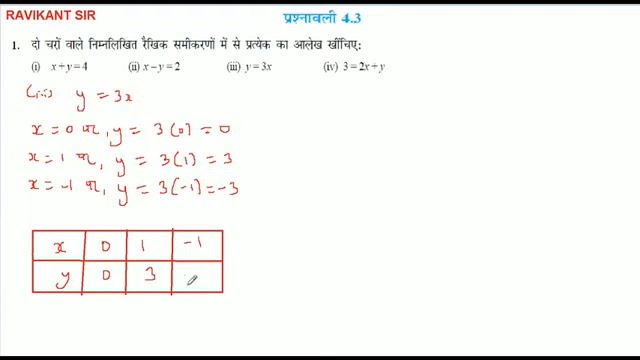 RAVIKANT SIR
प्रश्नावली 4.3
1. दो चरों वाले निम्नलिखित रैखिक समीकरणों में से प्रत्येक का आलेख खींचिए:
(i) x + y = 4 (ii) x – y = 2 (iii) y = 3x (iv) 3 = 2x + y
(iii) y = 3x
x = 0 पर, y = 3(0) = 0
x = 1 पर, y = 3(1) = 3
x = -1 पर, y = 3(-1) = -3
x 0 1 -1
y 0 3